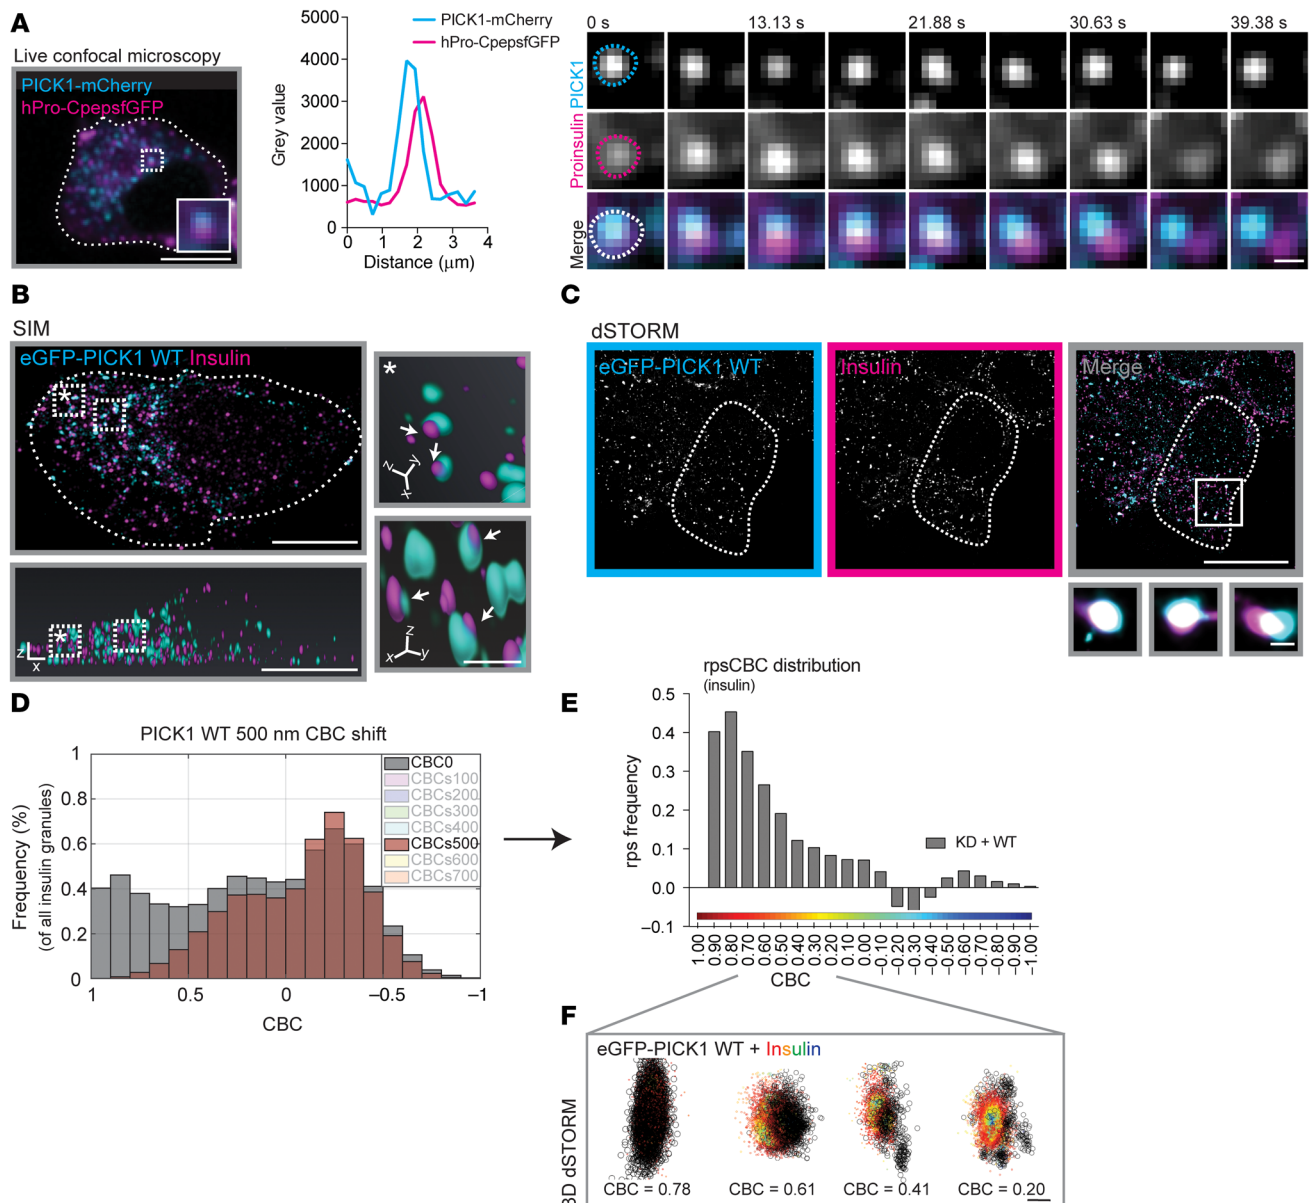 A
Live confocal microscopy
PICK1-mCherry
hPro-CpepsfGFP
5000
4000
3000
2000
1000
0
Grey value
0 1 2 3 4
Distance (μm)
PICK1-mCherry
hPro-CpepsfGFP
0 s 13.13 s 21.88 s 30.63 s 39.38 s
PICK1
Proinsulin
Merge
B
SIM
eGFP-PICK1 WT Insulin
*
*
z
x
*
z y
x
z
x y
C
dSTORM
eGFP-PICK1 WT
Insulin
Merge
D
PICK1 WT 500 nm CBC shift
1
0.8
0.6
0.4
0.2
0
Frequency (%)
(of all insulin granules)
CBC0
CBCs100
CBCs200
CBCs300
CBCs400
CBCs500
CBCs600
CBCs700
1 0.5 0 –0.5 –1
CBC
E
rpsCBC distribution
(insulin)
0.5
0.4
0.3
0.2
0.1
0.0
–0.1
rps frequency
KD + WT
1.00 0.90 0.80 0.70 0.60 0.50 0.40 0.30 0.20 0.10 0.00 –0.10 –0.20 –0.30 –0.40 –0.50 –0.60 –0.70 –0.80 –0.90 –1.00
CBC
F
eGFP-PICK1 WT + Insulin
3D dSTORM
CBC = 0.78 CBC = 0.61 CBC = 0.41 CBC = 0.20